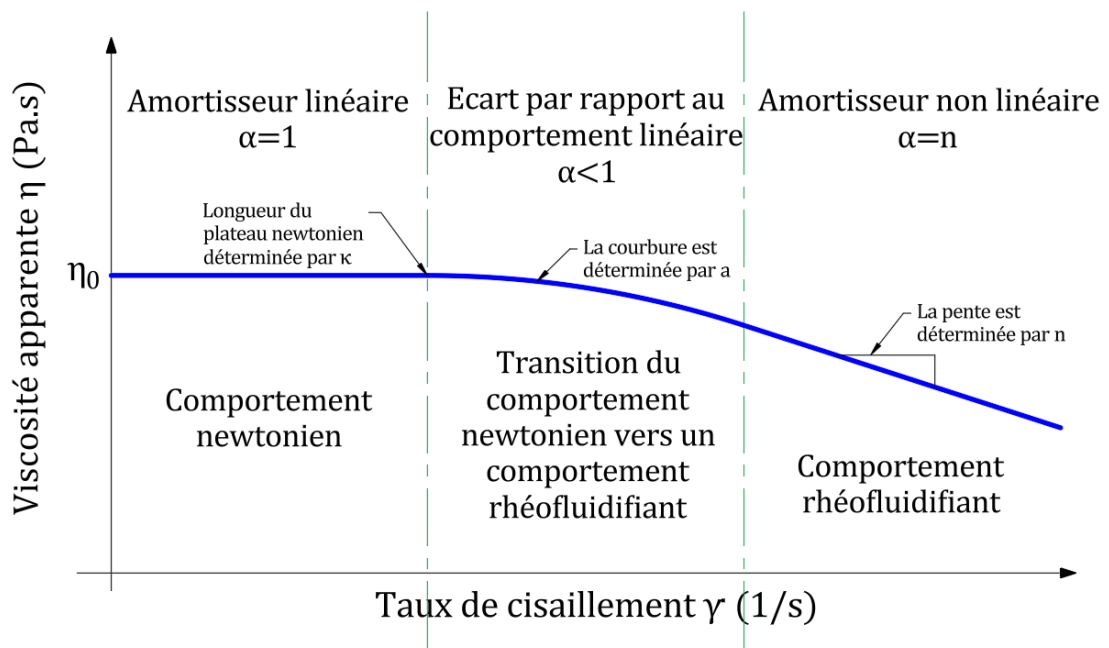 Viscosité apparente η (Pa.s)
Amortisseur linéaire
α=1
Ecart par rapport au
comportement linéaire
α<1
Amortisseur non linéaire
α=n
Longueur du
plateau newtonien
déterminée par κ
La courbure est
déterminée par a
La pente est
déterminée par n
η0
Comportement
newtonien
Transition du
comportement
newtonien vers un
comportement
rhéofluidifiant
Comportement
rhéofluidifiant
Taux de cisaillement γ̇ (1/s)